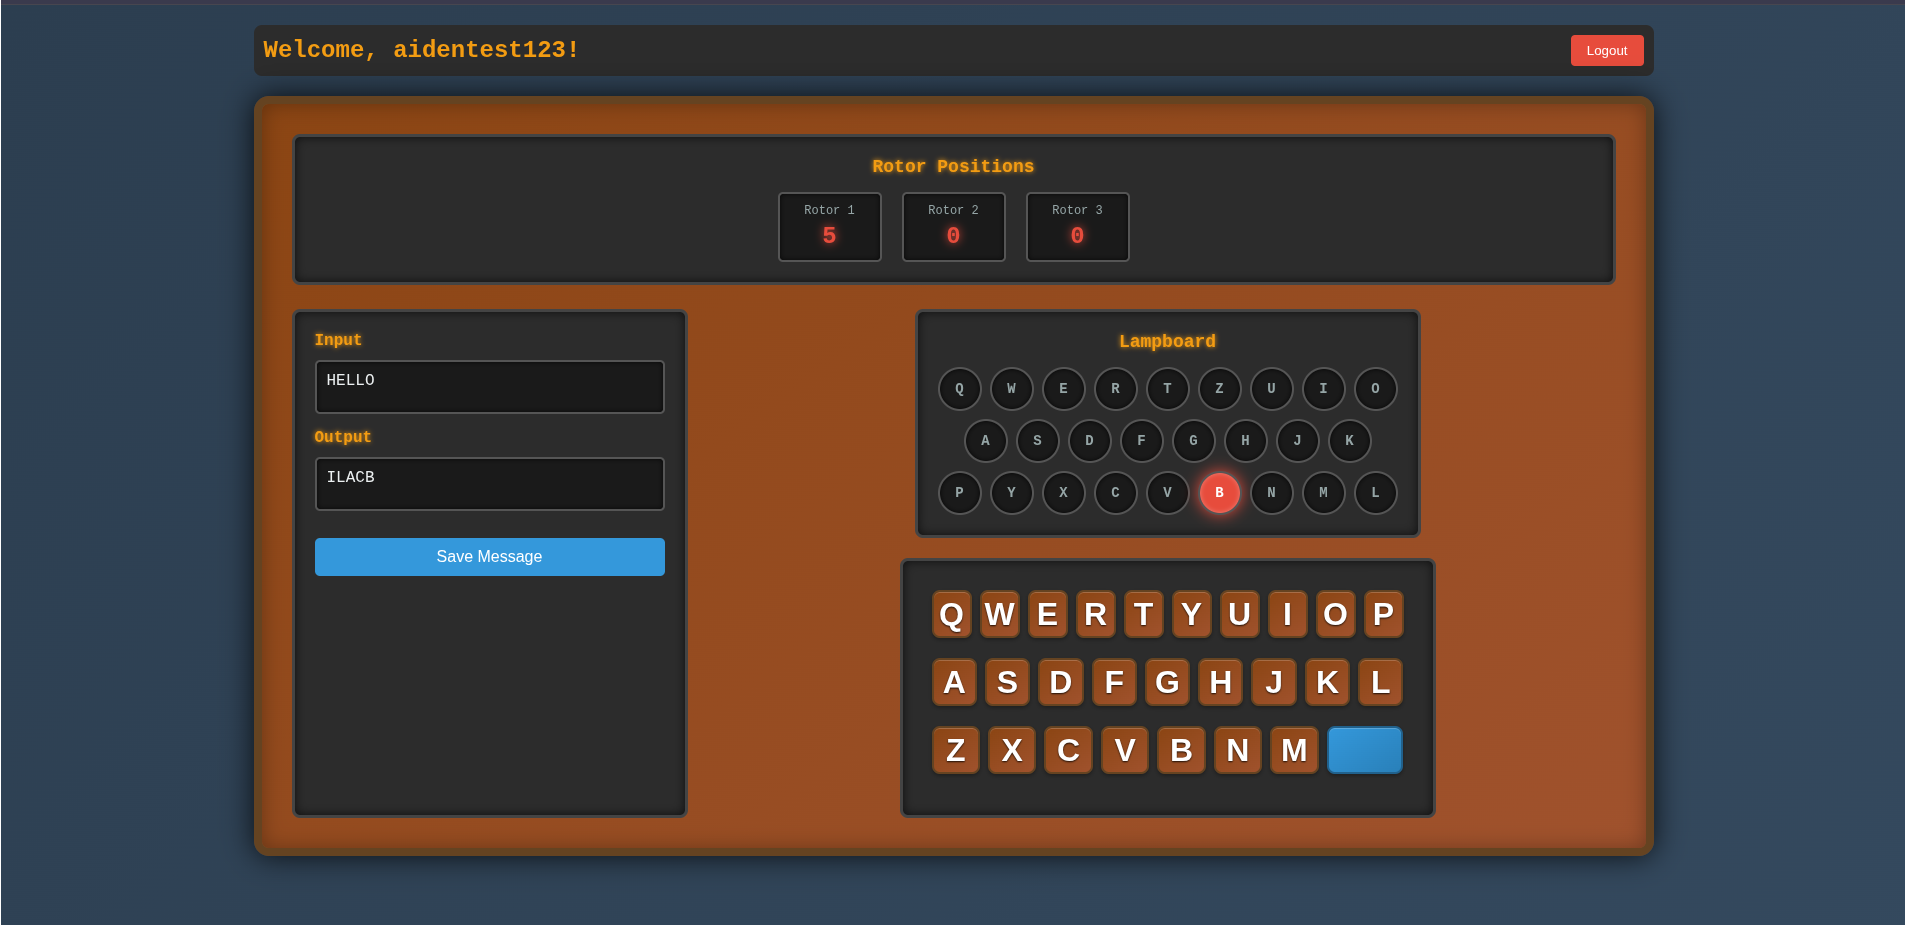 Welcome, aidentest123!
Logout
Rotor Positions
Rotor 1 Rotor 2 Rotor 3
5 0 0
Input
HELLO
Output
ILACB
Save Message
Lampboard
Q W E R T Z U I O
A S D F G H J K
P Y X C V B N M L
Q W E R T Y U I O P
A S D F G H J K L
Z X C V B N M